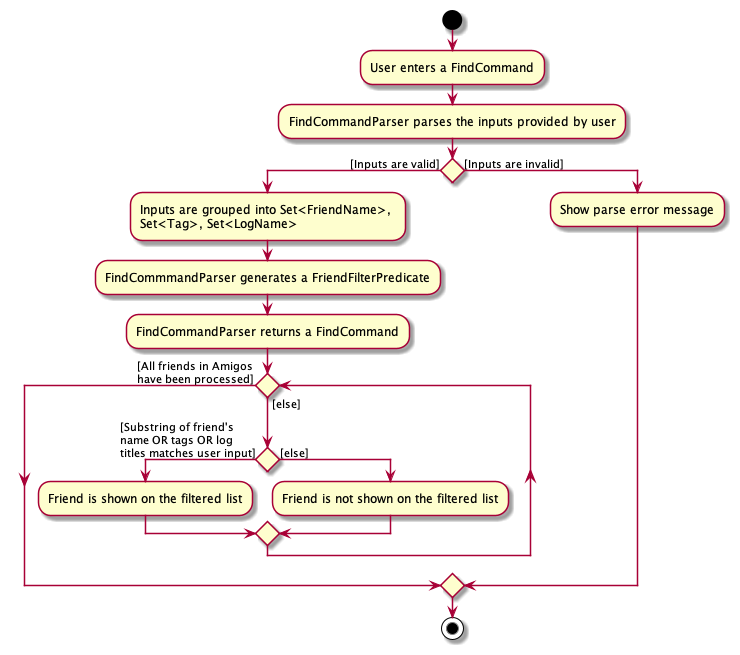 User enters a FindCommand
FindCommandParser parses the inputs provided by user
[Inputs are valid]
[Inputs are invalid]
Inputs are grouped into Set<FriendName>,
Set<Tag>, Set<LogName>
Show parse error message
FindCommmandParser generates a FriendFilterPredicate
FindCommandParser returns a FindCommand
[All friends in Amigos
have been processed]
[else]
[Substring of friend's
name OR tags OR log
titles matches user input]
[else]
Friend is shown on the filtered list
Friend is not shown on the filtered list